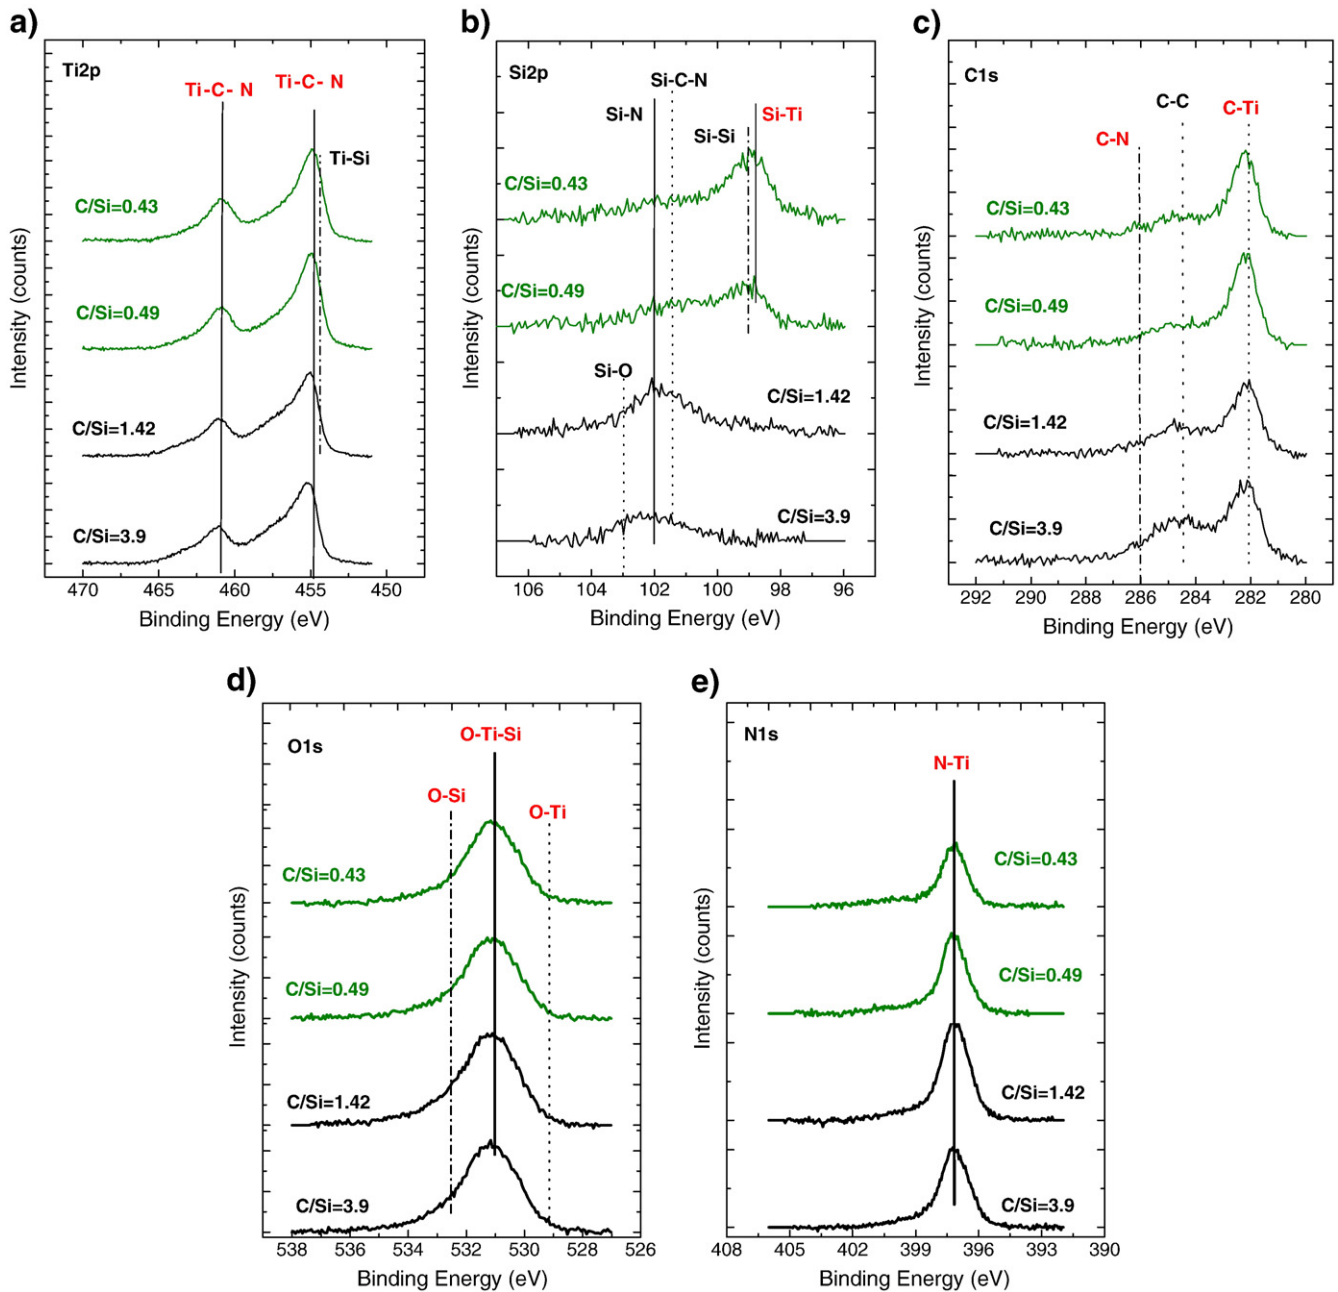 a)
Ti2p
Ti-C- N
Ti-C- N
Ti-Si
C/Si=0.43
C/Si=0.49
C/Si=1.42
C/Si=3.9
Intensity (counts)
470 465 460 455 450
Binding Energy (eV)
b)
Si2p
Si-C-N
Si-N
Si-Si
Si-Ti
C/Si=0.43
C/Si=0.49
Si-O
C/Si=1.42
C/Si=3.9
Intensity (counts)
106 104 102 100 98 96
Binding Energy (eV)
c)
C1s
C-C
C-Ti
C-N
C/Si=0.43
C/Si=0.49
C/Si=1.42
C/Si=3.9
Intensity (counts)
292 290 288 286 284 282 280
Binding Energy (eV)
d)
O1s
O-Ti-Si
O-Si
O-Ti
C/Si=0.43
C/Si=0.49
C/Si=1.42
C/Si=3.9
Intensity (counts)
538 536 534 532 530 528 526
Binding Energy (eV)
e)
N1s
N-Ti
C/Si=0.43
C/Si=0.49
C/Si=1.42
C/Si=3.9
Intensity (counts)
408 405 402 399 396 393 390
Binding Energy (eV)